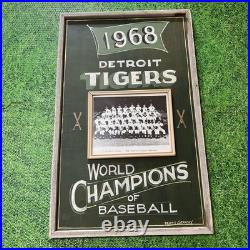 1968
DETROIT
TIGERS
WORLD
CHAMPIONS
OF
BASEBALL